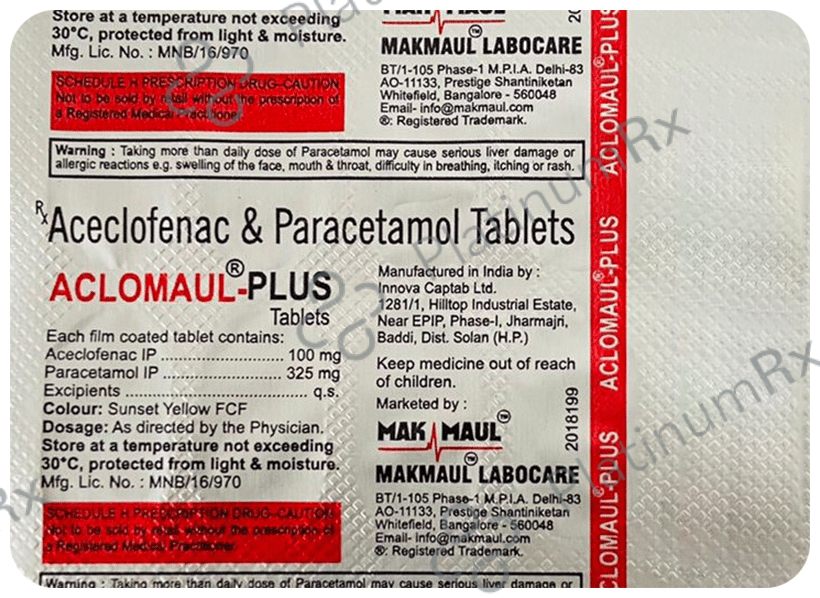 Store at a temperature not exceeding
30°C, protected from light & moisture.
Mfg. Lic. No. : MNB/16/970
SCHEDULE H PRESCRIPTION DRUG–CAUTION
Not to be sold by retail without the prescription of
a Registered Medical Practitioner.
MAK MAUL
MAKMAUL LABOCARE™
BT/1-105 Phase-1 M.P.I.A. Delhi-83
AO-11133, Prestige Shantiniketan
Whitefield, Bangalore - 560048
Email- info@makmaul.com
®: Registered Trademark.
Warning : Taking more than daily dose of Paracetamol may cause serious liver damage or
allergic reactions e.g. swelling of the face, mouth & throat, difficulty in breathing, itching or rash.
Rx Aceclofenac & Paracetamol Tablets
ACLOMAUL®-PLUS
Tablets
Each film coated tablet contains:
Aceclofenac IP ........................ 100 mg
Paracetamol IP ........................ 325 mg
Excipients ................................... q.s.
Colour: Sunset Yellow FCF
Dosage: As directed by the Physician.
Store at a temperature not exceeding
30°C, protected from light & moisture.
Mfg. Lic. No. : MNB/16/970
SCHEDULE H PRESCRIPTION DRUG–CAUTION
Not to be sold by retail without the prescription of
a Registered Medical Practitioner.
Manufactured in India by :
Innova Captab Ltd.
1281/1, Hilltop Industrial Estate,
Near EPIP, Phase-I, Jharmajri,
Baddi, Dist. Solan (H.P.)
Keep medicine out of reach
of children.
Marketed by :
MAK MAUL™
MAKMAUL LABOCARE™
BT/1-105 Phase-1 M.P.I.A. Delhi-83
AO-11133, Prestige Shantiniketan
Whitefield, Bangalore - 560048
Email- info@makmaul.com
®: Registered Trademark.
2018199
Warning : Taking more than daily dose of Paracetamol may cause serious liver damage or
ACLOMAUL®-PLUS
ACLOMAUL®-PLUS
CLOMAUL®-PLUS
PlatinumRx
PlatinumRx
PlatinumRx